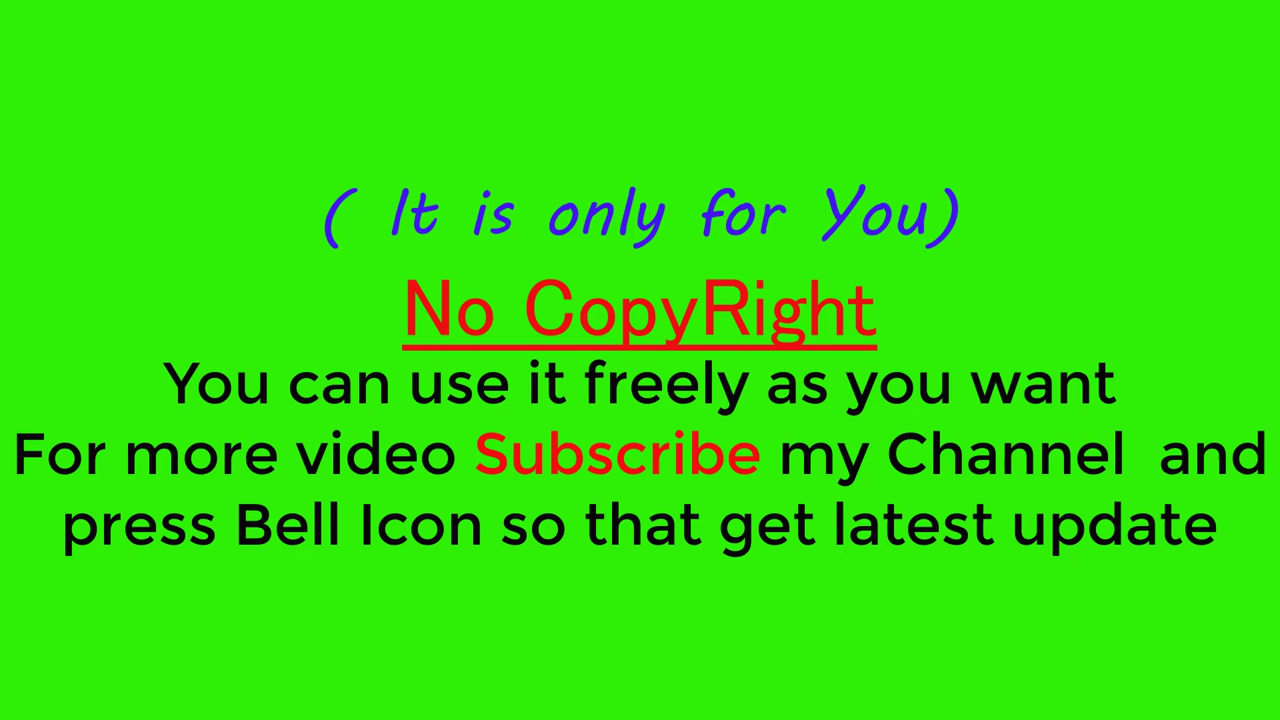 ( It is only for You)
No CopyRight
You can use it freely as you want
For more video Subscribe my Channel and
press Bell Icon so that get latest update